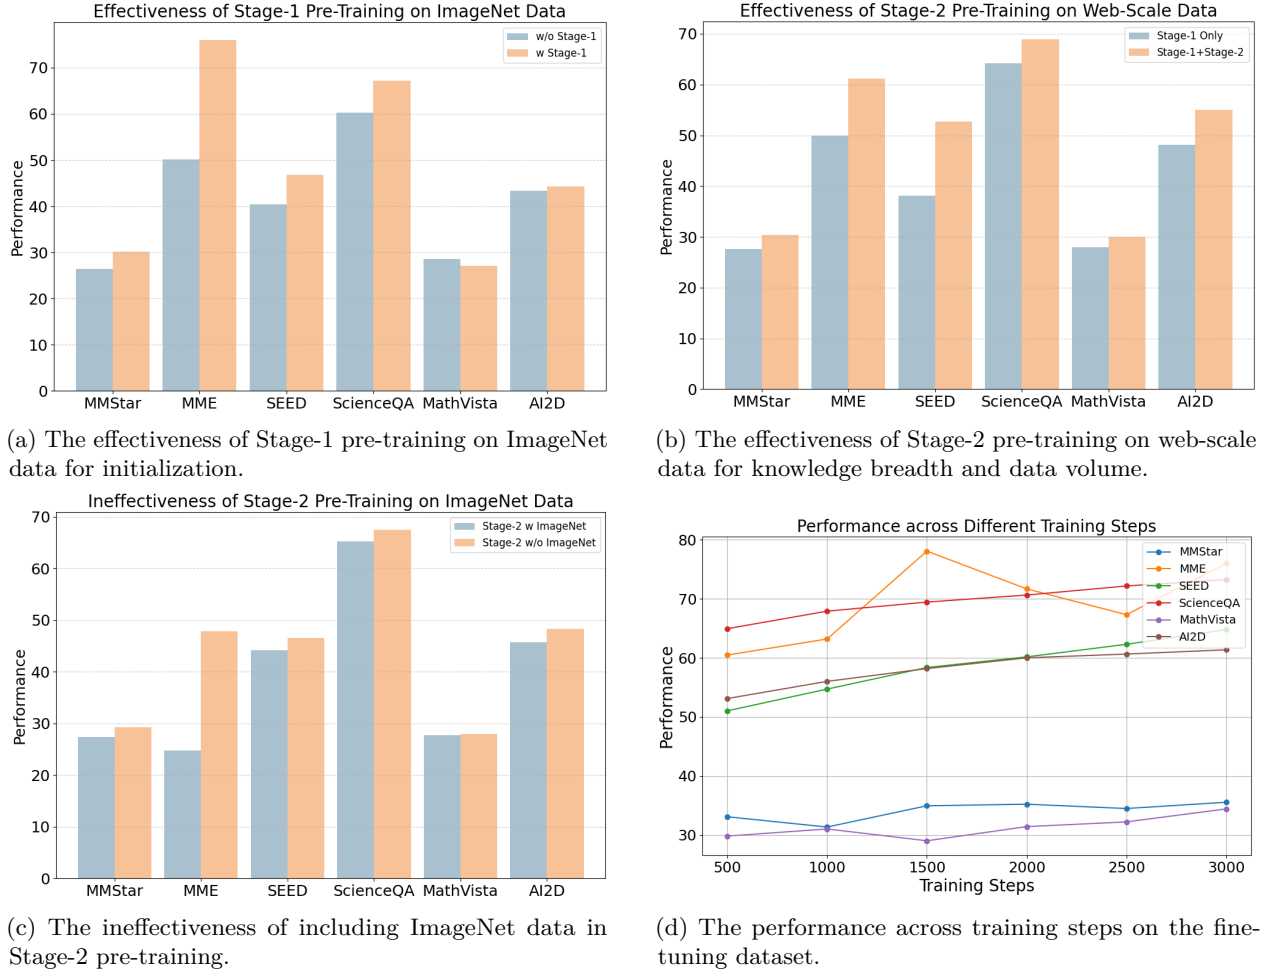 Effectiveness of Stage-1 Pre-Training on ImageNet Data
w/o Stage-1
w Stage-1
Performance
70
60
50
40
30
20
10
0
MMStar MME SEED ScienceQA MathVista AI2D
(a) The effectiveness of Stage-1 pre-training on ImageNet
data for initialization.
Effectiveness of Stage-2 Pre-Training on Web-Scale Data
Stage-1 Only
Stage-1+Stage-2
Performance
70
60
50
40
30
20
10
0
MMStar MME SEED ScienceQA MathVista AI2D
(b) The effectiveness of Stage-2 pre-training on web-scale
data for knowledge breadth and data volume.
Ineffectiveness of Stage-2 Pre-Training on ImageNet Data
Stage-2 w ImageNet
Stage-2 w/o ImageNet
Performance
70
60
50
40
30
20
10
0
MMStar MME SEED ScienceQA MathVista AI2D
(c) The ineffectiveness of including ImageNet data in
Stage-2 pre-training.
Performance across Different Training Steps
MMStar
MME
SEED
ScienceQA
MathVista
AI2D
Performance
80
70
60
50
40
30
500 1000 1500 2000 2500 3000
Training Steps
(d) The performance across training steps on the fine-
tuning dataset.